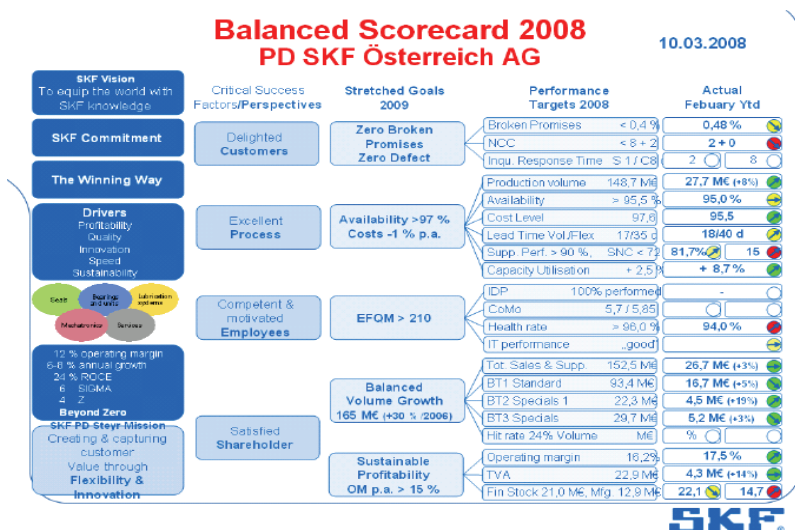 Balanced Scorecard 2008
PD SKF Österreich AG
10.03.2008
SKF Vision
To equip the world with
SKF knowledge
SKF Commitment
The Winning Way
Drivers
Profitability
Quality
Innovation
Speed
Sustainability
Seals
Bearings
and units
Lubrication
systems
Mechatronics
Services
12 % operating margin
6-8 % annual growth
24 % ROCE
6 SIGMA
4 Z
Beyond Zero
SKF PD Steyr Mission
Creating & capturing
customer
Value through
Flexibility &
Innovation
Critical Success
Factors/Perspectives
Delighted
Customers
Excellent
Process
Competent &
motivated
Employees
Satisfied
Shareholder
Stretched Goals
2009
Zero Broken
Promises
Zero Defect
Availability >97 %
Costs -1 % p.a.
EFQM > 210
Balanced
Volume Growth
165 M€ (+30 % /2006)
Sustainable
Profitability
OM p.a. > 15 %
Performance
Targets 2008
Actual
Febuary Ytd
Broken Promises < 0,4 % 0,48 %
NCC < 8 + 2 2 + 0
Inqu. Response Time S 1 / C8 2 8
Production volume 148,7 M€ 27,7 M€ (+8%)
Availability > 95,5 % 95,0 %
Cost Level 97,6 95,5
Lead Time Vol./Flex 17/35 d 18/40 d
Supp. Perf. > 90 %, SNC < 72 81,7% 15
Capacity Utilisation + 2,5 % + 8,7 %
IDP 100% performed -
CoMo 5,7 / 5,85
Health rate > 96,0 % 94,0 %
IT performance „good"
Tot. Sales & Supp. 152,5 M€ 26,7 M€ (+3%)
BT1 Standard 93,4 M€ 16,7 M€ (+5%)
BT2 Specials 1 22,3 M€ 4,5 M€ (+19%)
BT3 Specials 29,7 M€ 5,2 M€ (+3%)
Hit rate 24% Volume M€ %
Operating margin 16,2% 17,5 %
TVA 22,9 M€ 4,3 M€ (+14%)
Fin Stock 21,0 M€, Mfg. 12,9 M€ 22,1 14,7
SKF